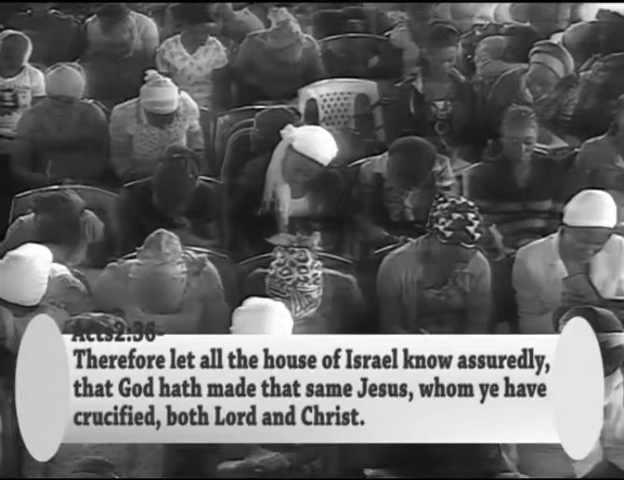 Acts2:36-
Therefore let all the house of Israel know assuredly,
that God hath made that same Jesus, whom ye have
crucified, both Lord and Christ.